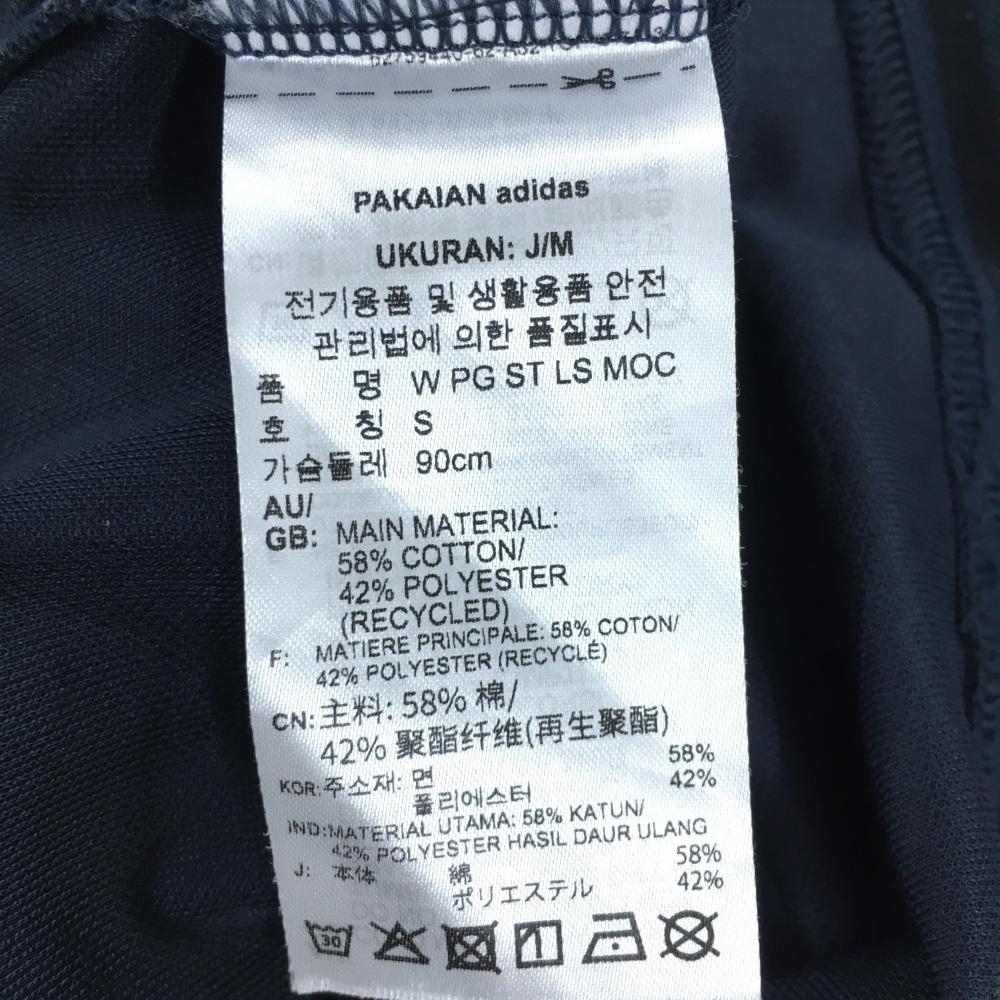 PAKAIAN adidas
UKURAN: J/M
전기용품 및 생활용품 안전
관리법에 의한 품질표시
품 명 W PG ST LS MOC
호 칭 S
가슴둘레 90cm
AU/
GB: MAIN MATERIAL:
58% COTTON/
42% POLYESTER
(RECYCLED)
F: MATIERE PRINCIPALE: 58% COTON/
42% POLYESTER (RECYCLÉ)
CN: 主料: 58% 棉/
42% 聚酯纤维(再生聚酯)
KOR: 주소재: 면 58%
폴리에스터 42%
IND: MATERIAL UTAMA: 58% KATUN/
42% POLYESTER HASIL DAUR ULANG
J: 本体 綿 58%
ポリエステル 42%
30